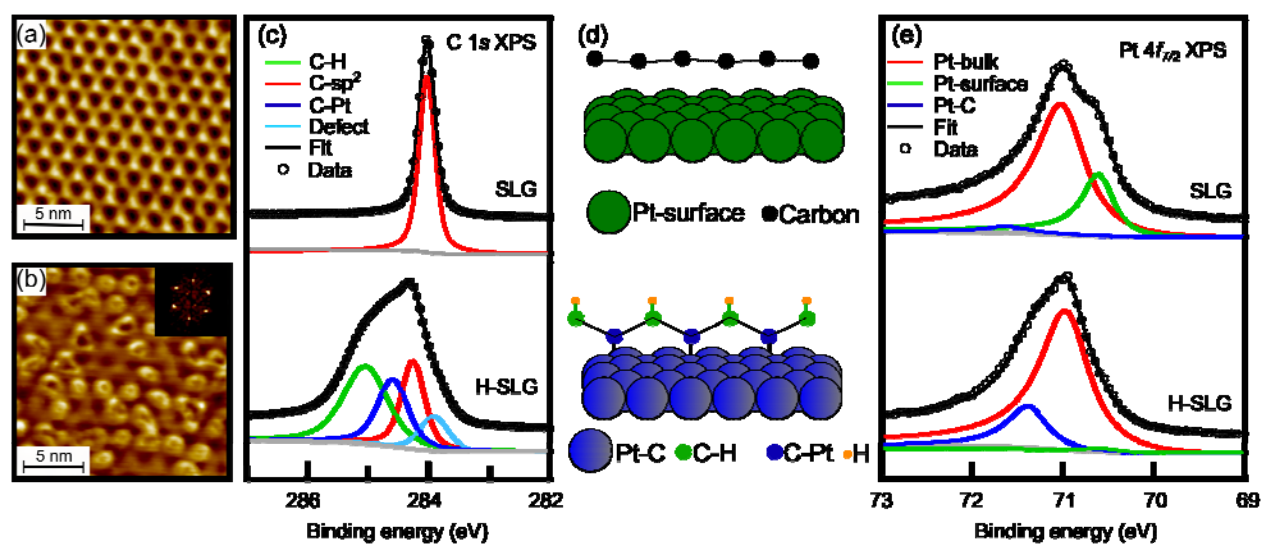 (a)
5 nm
(b)
5 nm
(c)
C 1s XPS
C-H
C-sp²
C-Pt
Defect
Fit
Data
SLG
H-SLG
286
284
282
Binding energy (eV)
(d)
Pt-surface
Carbon
Pt-C
C-H
C-Pt
H
(e)
Pt 4f7/2 XPS
Pt-bulk
Pt-surface
Pt-C
Fit
Data
SLG
H-SLG
73
72
71
70
69
Binding energy (eV)